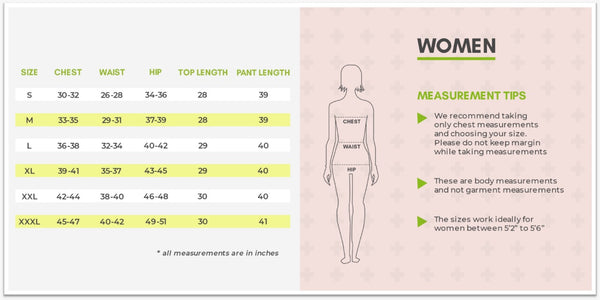 SIZE CHEST WAIST HIP TOP LENGTH PANT LENGTH
S 30-32 26-28 34-36 28 39
M 33-35 29-31 37-39 28 39
L 36-38 32-34 40-42 29 40
XL 39-41 35-37 43-45 29 40
XXL 42-44 38-40 46-48 30 40
XXXL 45-47 40-42 49-51 30 41
* all measurements are in inches
CHEST
WAIST
HIP
WOMEN
MEASUREMENT TIPS
We recommend taking
only chest measurements
and choosing your size.
Please do not keep margin
while taking measurements
These are body measurements
and not garment measurements
The sizes work ideally for
women between 5’2” to 5’6”